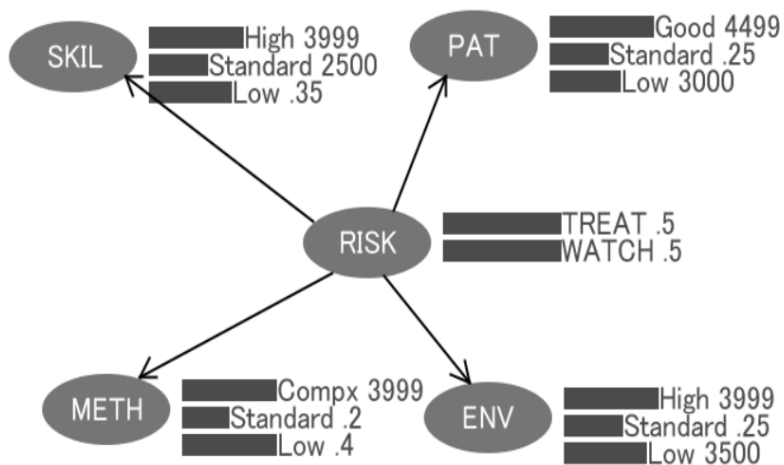 SKIL
High 3999
Standard 2500
Low .35
PAT
Good 4499
Standard .25
Low 3000
RISK
TREAT .5
WATCH .5
METH
Compx 3999
Standard .2
Low .4
ENV
High 3999
Standard .25
Low 3500